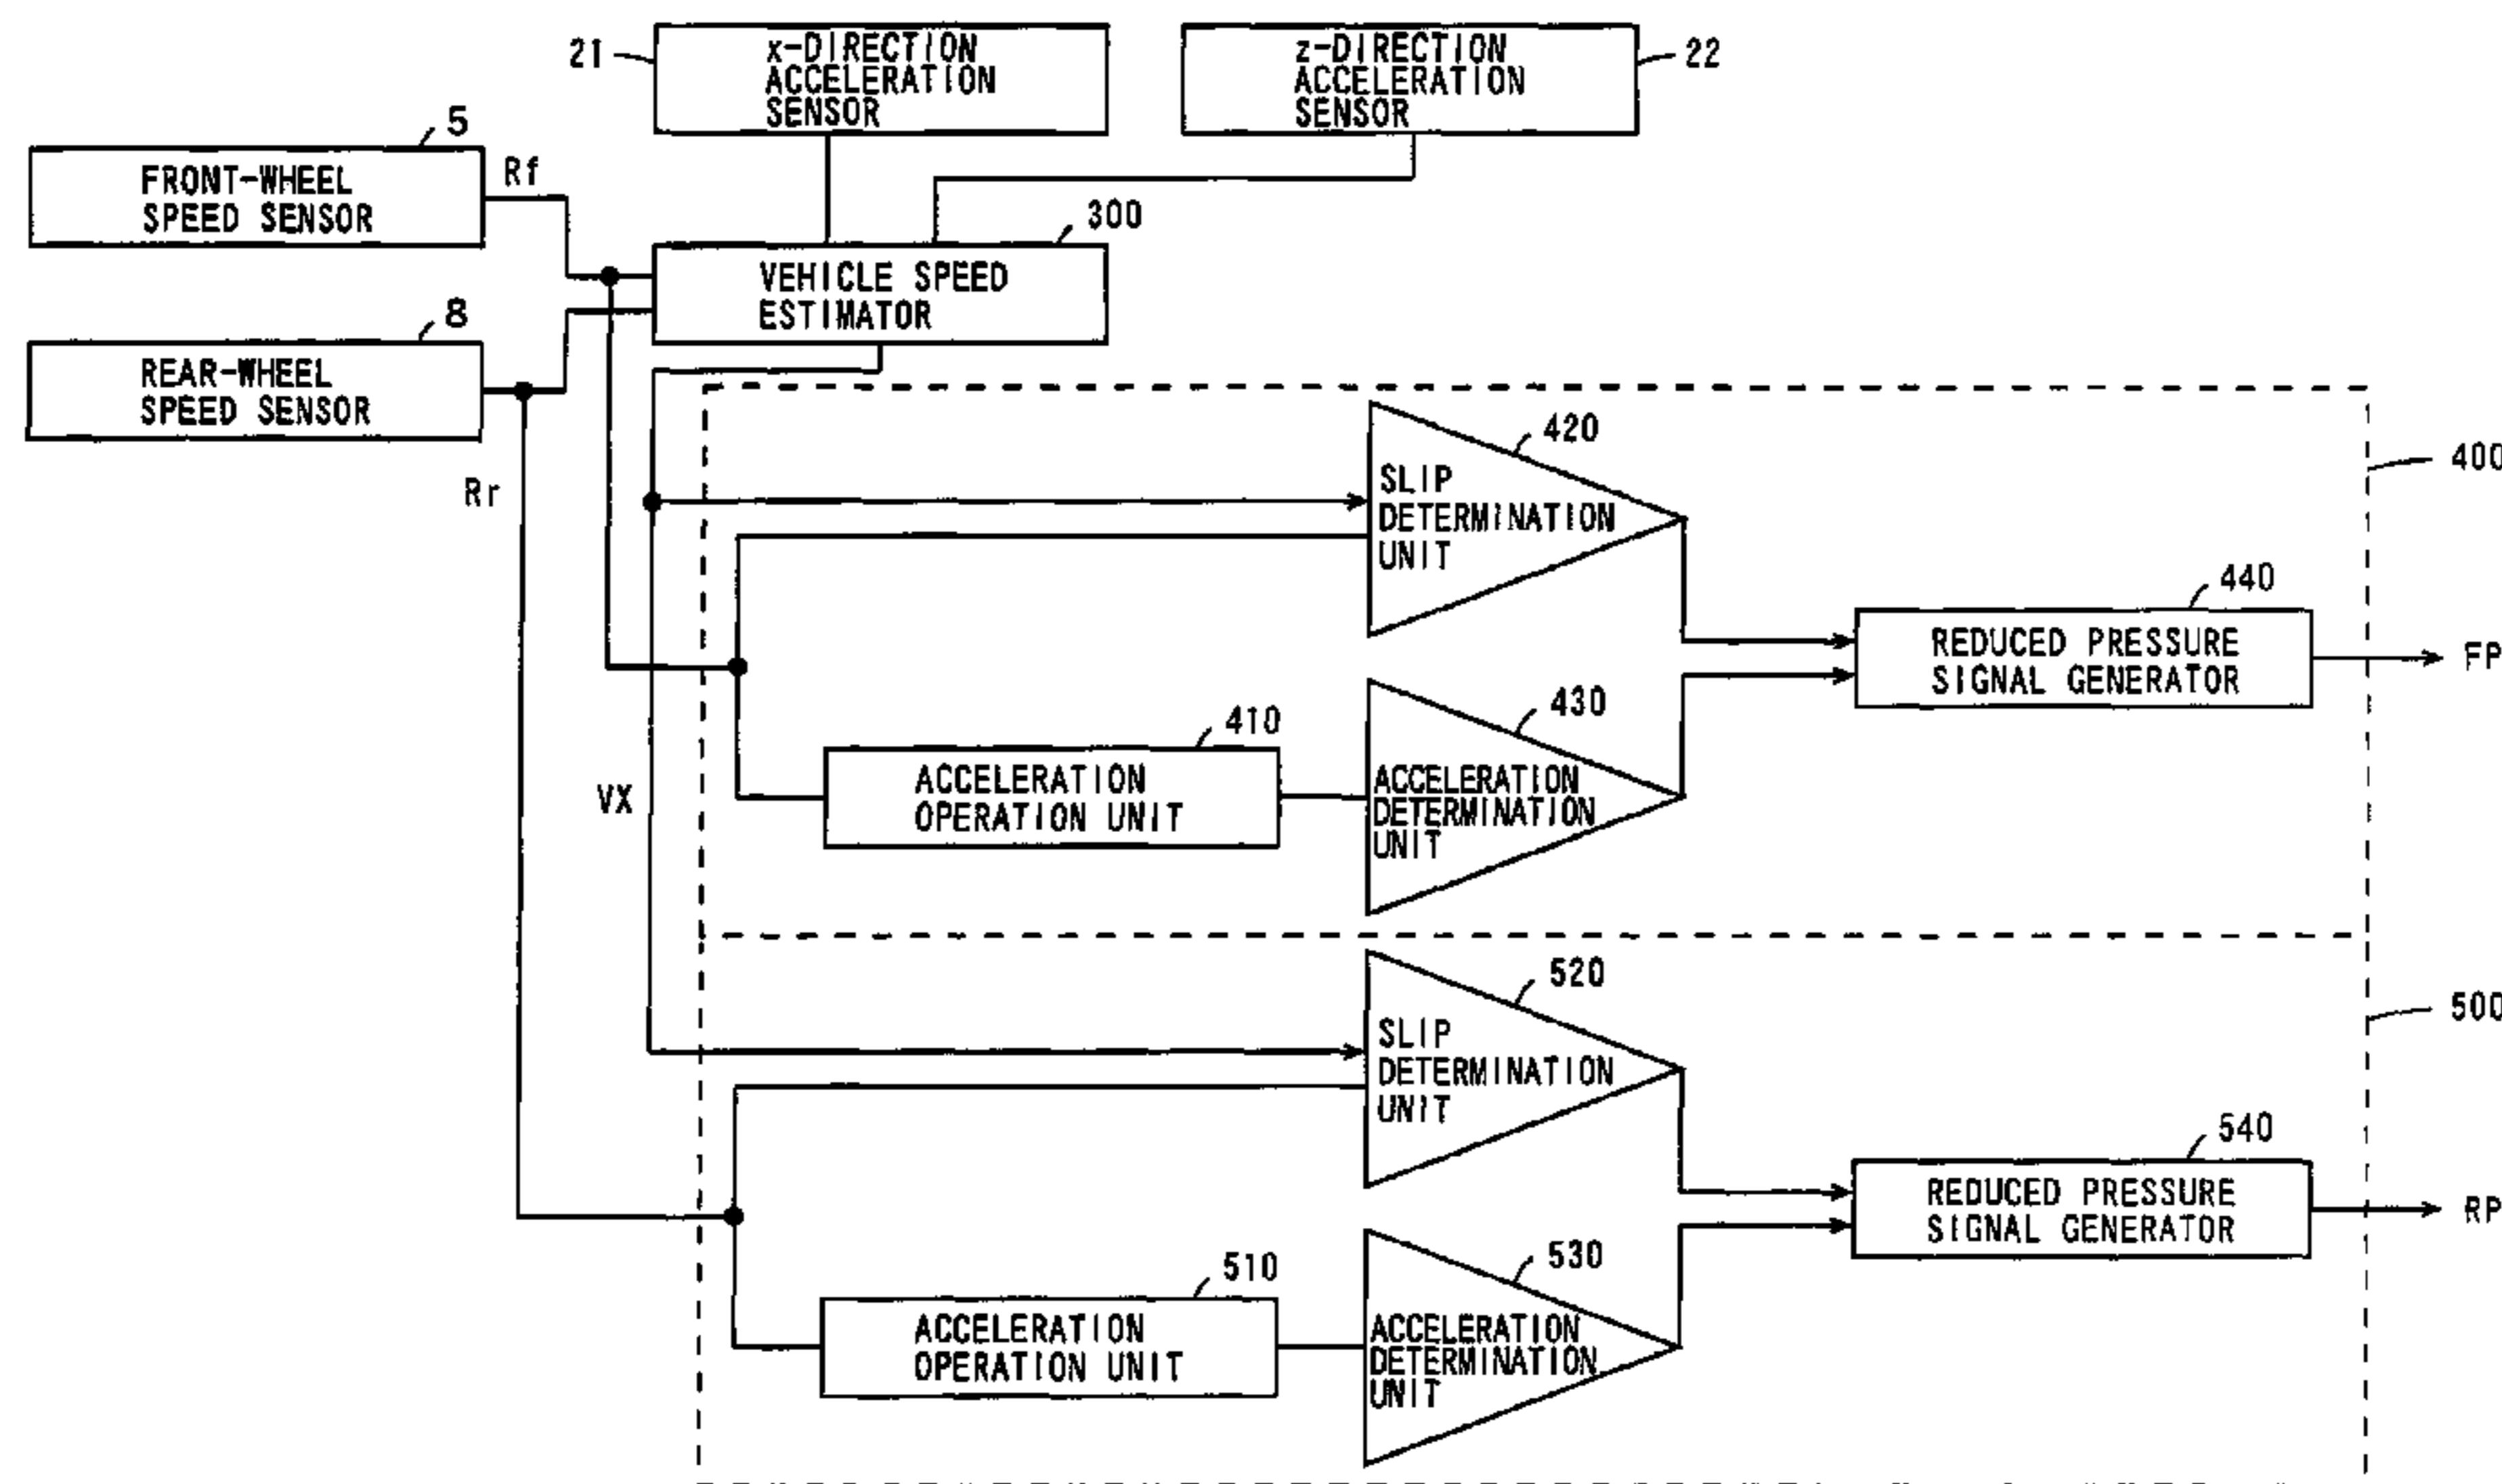 21
x-DIRECTION
ACCELERATION
SENSOR
z-DIRECTION
ACCELERATION
SENSOR
22
5
FRONT-WHEEL
SPEED SENSOR
Rf
300
VEHICLE SPEED
ESTIMATOR
8
REAR-WHEEL
SPEED SENSOR
Rr
420
SLIP
DETERMINATION
UNIT
400
440
REDUCED PRESSURE
SIGNAL GENERATOR
FP
410
ACCELERATION
OPERATION UNIT
430
ACCELERATION
DETERMINATION
UNIT
VX
520
SLIP
DETERMINATION
UNIT
500
540
REDUCED PRESSURE
SIGNAL GENERATOR
RP
510
ACCELERATION
OPERATION UNIT
530
ACCELERATION
DETERMINATION
UNIT